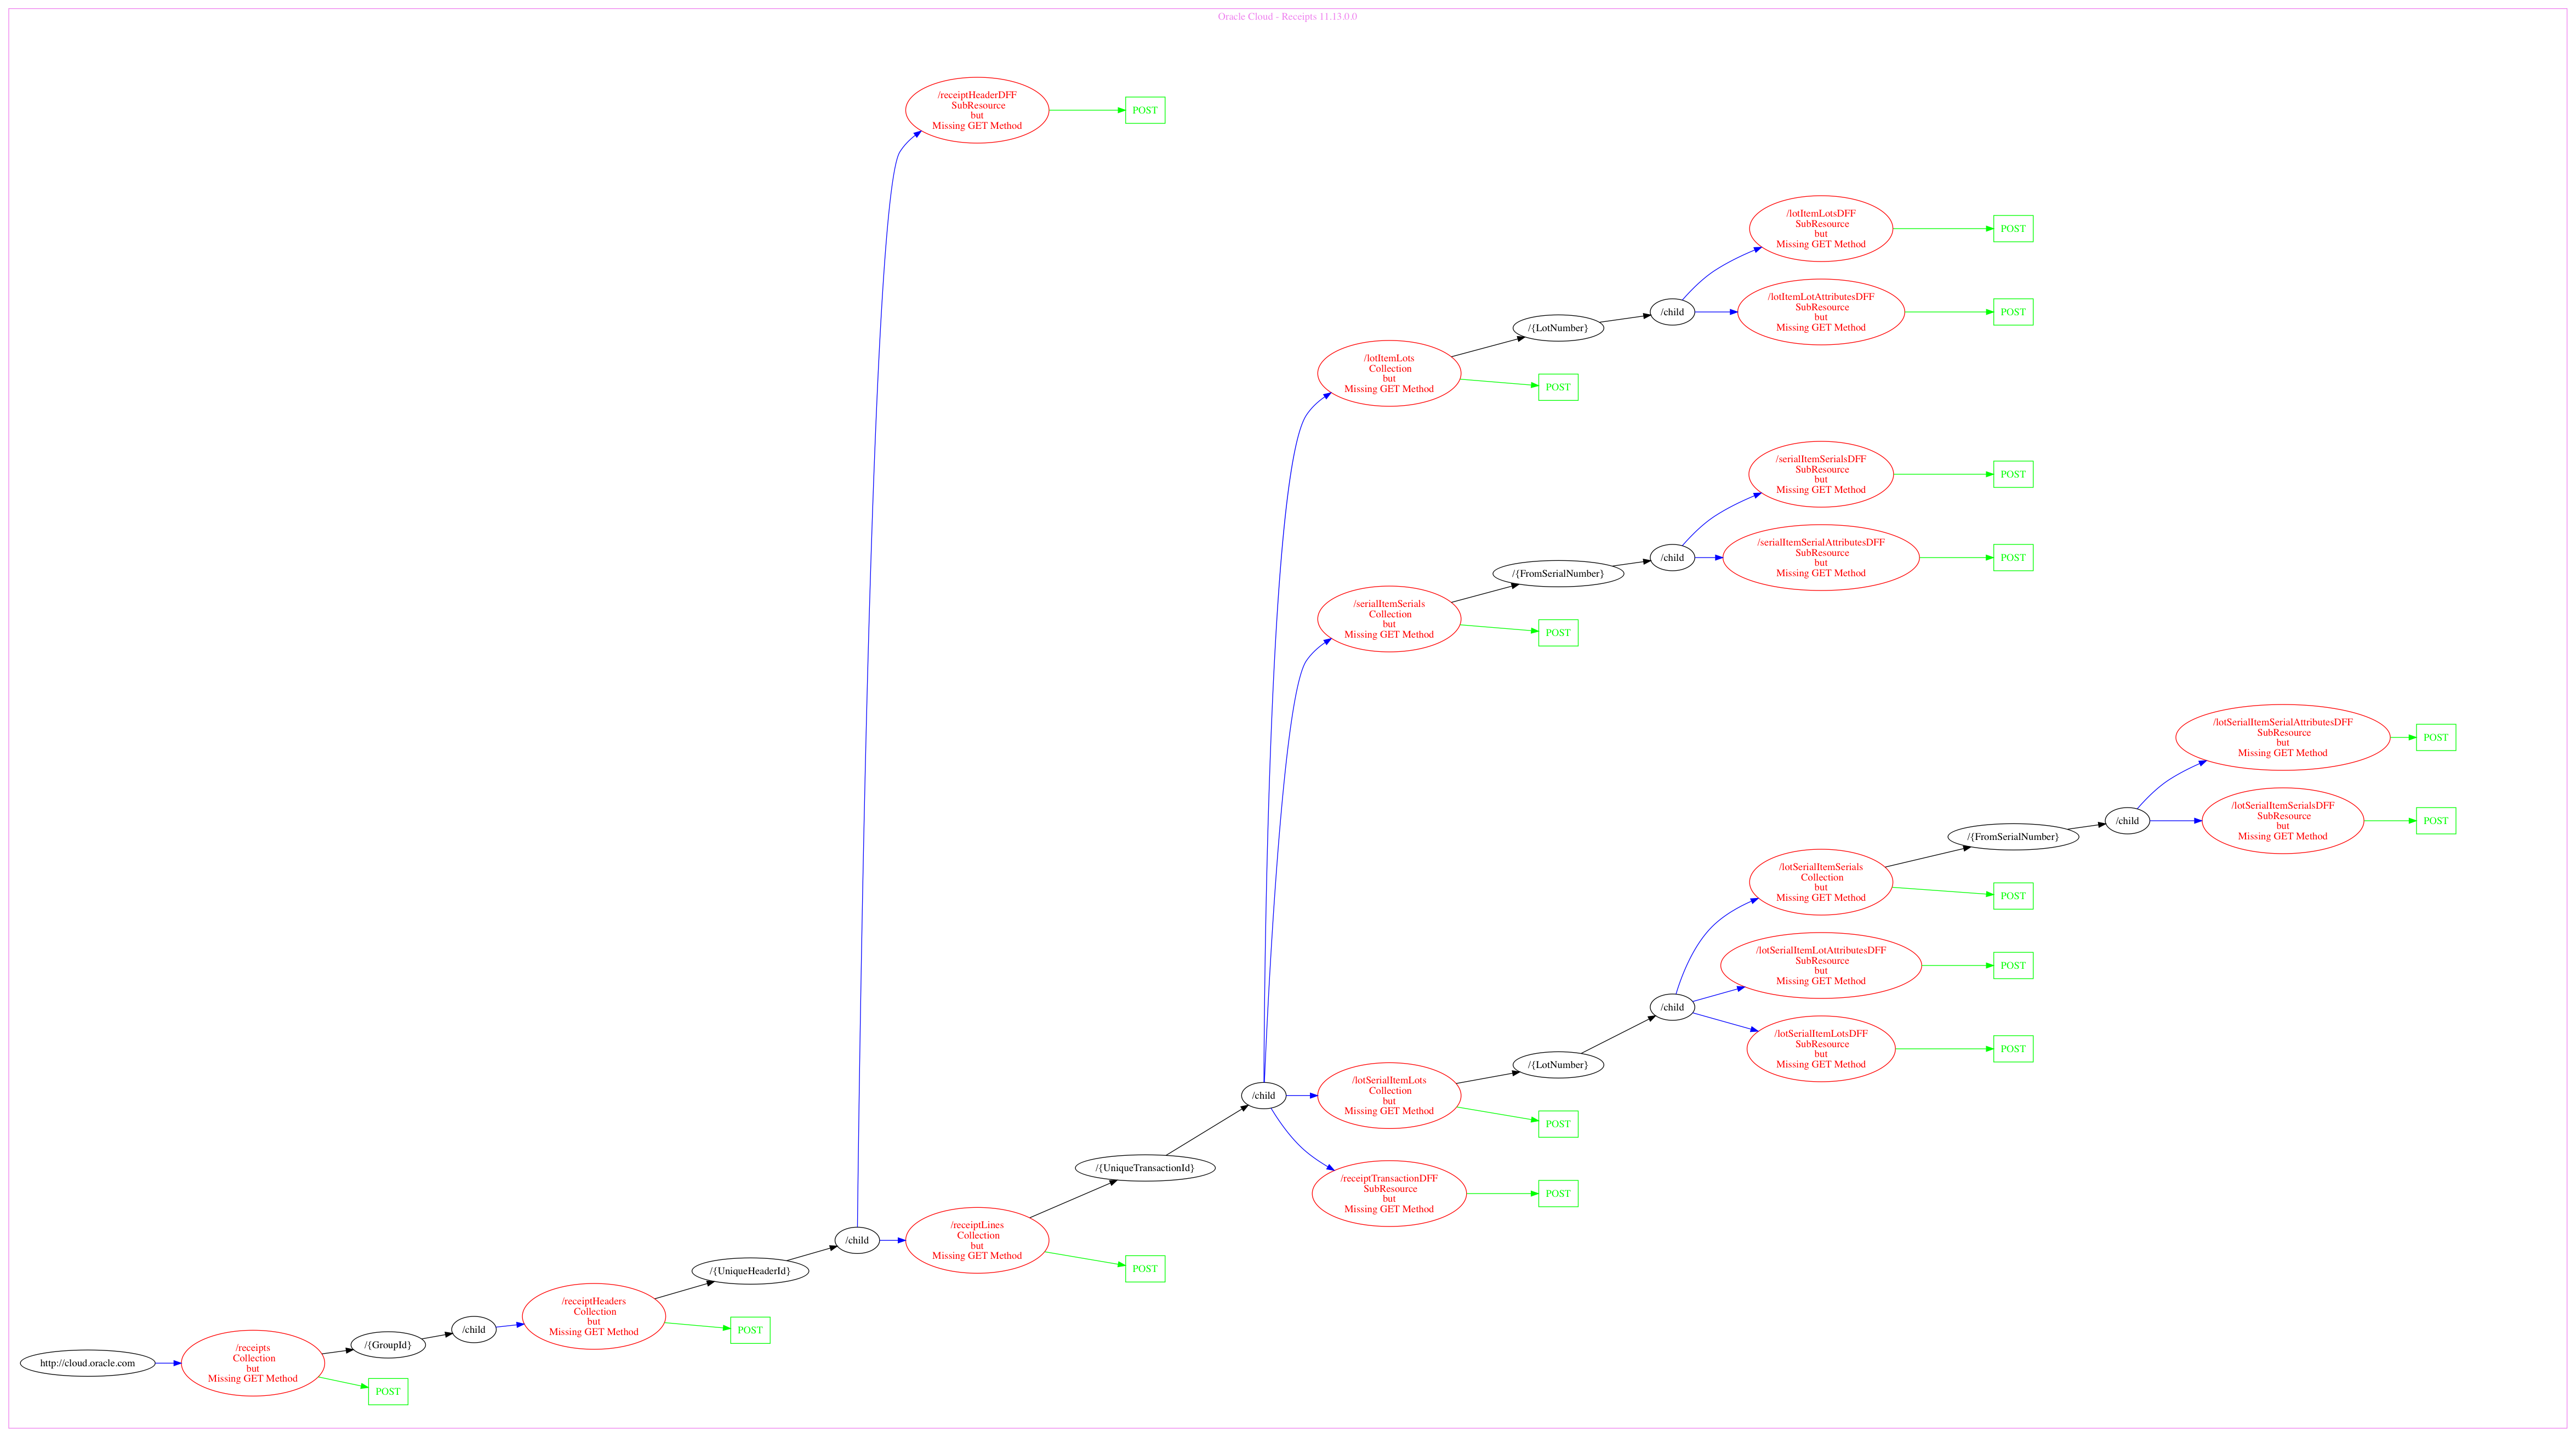 Oracle Cloud - Receipts 11.13.0.0
/receiptHeaderDFF
SubResource
but
Missing GET Method
POST
/lotItemLotsDFF
SubResource
but
Missing GET Method
POST
/lotItemLotAttributesDFF
SubResource
but
Missing GET Method
POST
/{LotNumber}
/child
/lotItemLots
Collection
but
Missing GET Method
POST
/serialItemSerialsDFF
SubResource
but
Missing GET Method
POST
/serialItemSerialAttributesDFF
SubResource
but
Missing GET Method
POST
/{FromSerialNumber}
/child
/serialItemSerials
Collection
but
Missing GET Method
POST
/lotSerialItemSerialAttributesDFF
SubResource
but
Missing GET Method
POST
/lotSerialItemSerialsDFF
SubResource
but
Missing GET Method
POST
/{FromSerialNumber}
/child
/lotSerialItemSerials
Collection
but
Missing GET Method
POST
/lotSerialItemLotAttributesDFF
SubResource
but
Missing GET Method
POST
/child
/lotSerialItemLotsDFF
SubResource
but
Missing GET Method
POST
/{LotNumber}
/child
/lotSerialItemLots
Collection
but
Missing GET Method
POST
/{UniqueTransactionId}
/receiptTransactionDFF
SubResource
but
Missing GET Method
POST
/child
/receiptLines
Collection
but
Missing GET Method
POST
/{UniqueHeaderId}
/receiptHeaders
Collection
but
Missing GET Method
POST
/child
/{GroupId}
http://cloud.oracle.com
/receipts
Collection
but
Missing GET Method
POST